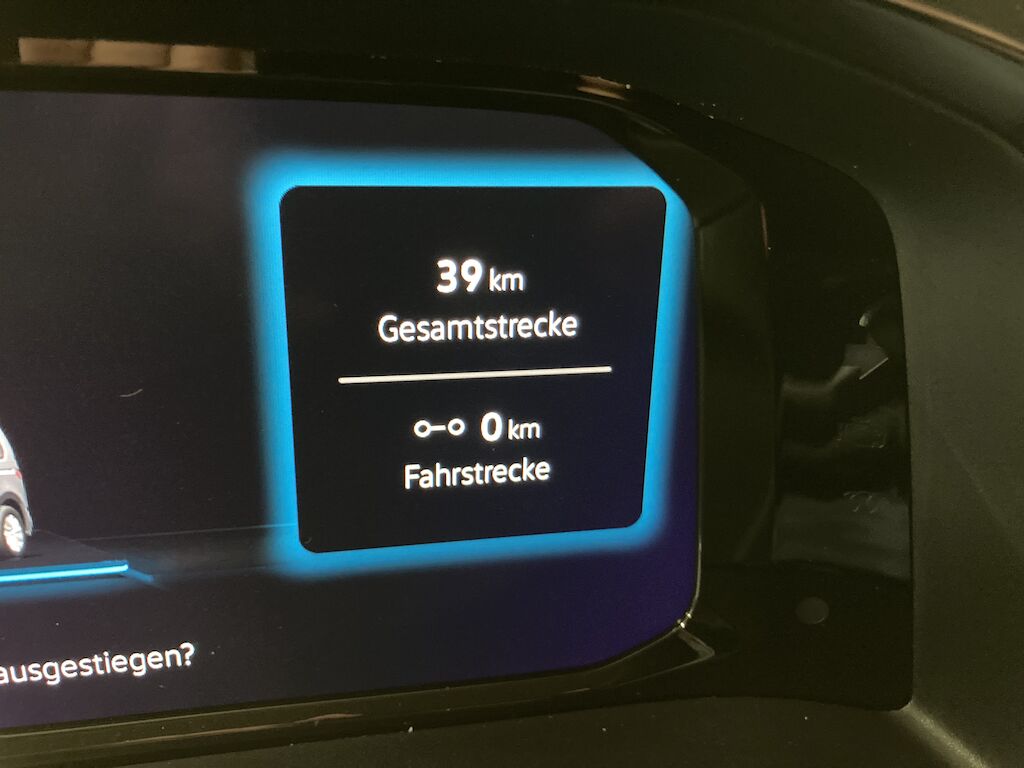 39 km
Gesamtstrecke
0 km
Fahrstrecke
ausgestiegen?